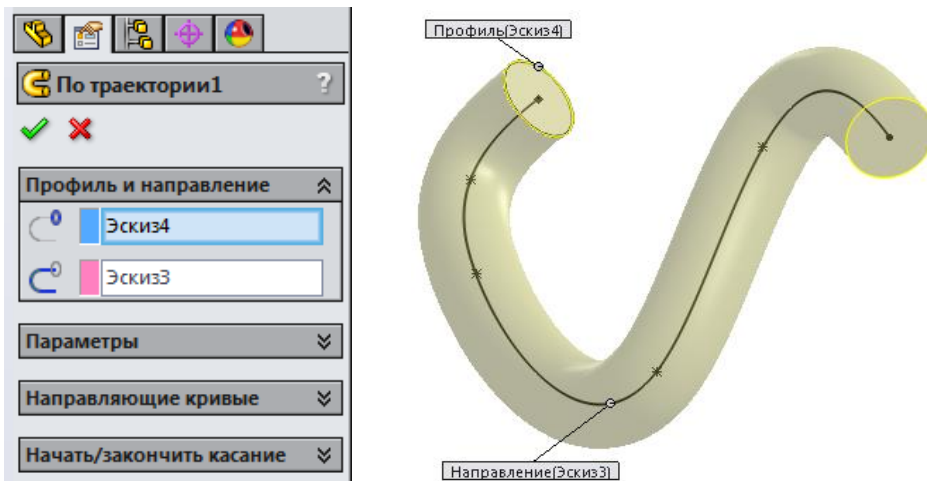 По траектории1 ?
Профиль и направление
Эскиз4
Эскиз3
Параметры
Направляющие кривые
Начать/закончить касание
Профиль(Эскиз4)
Направление(Эскиз3)